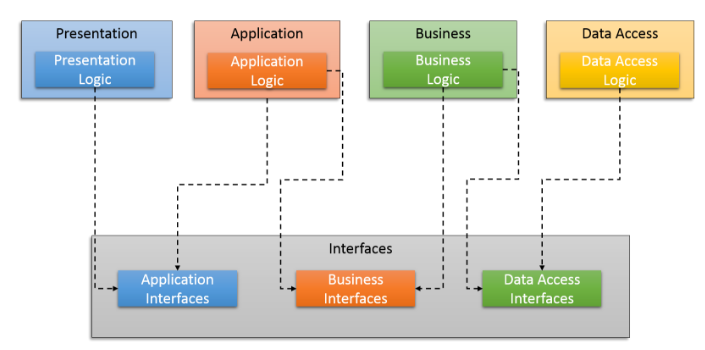 Presentation
Presentation
Logic
Application
Application
Logic
Business
Business
Logic
Data Access
Data Access
Logic
Interfaces
Application
Interfaces
Business
Interfaces
Data Access
Interfaces